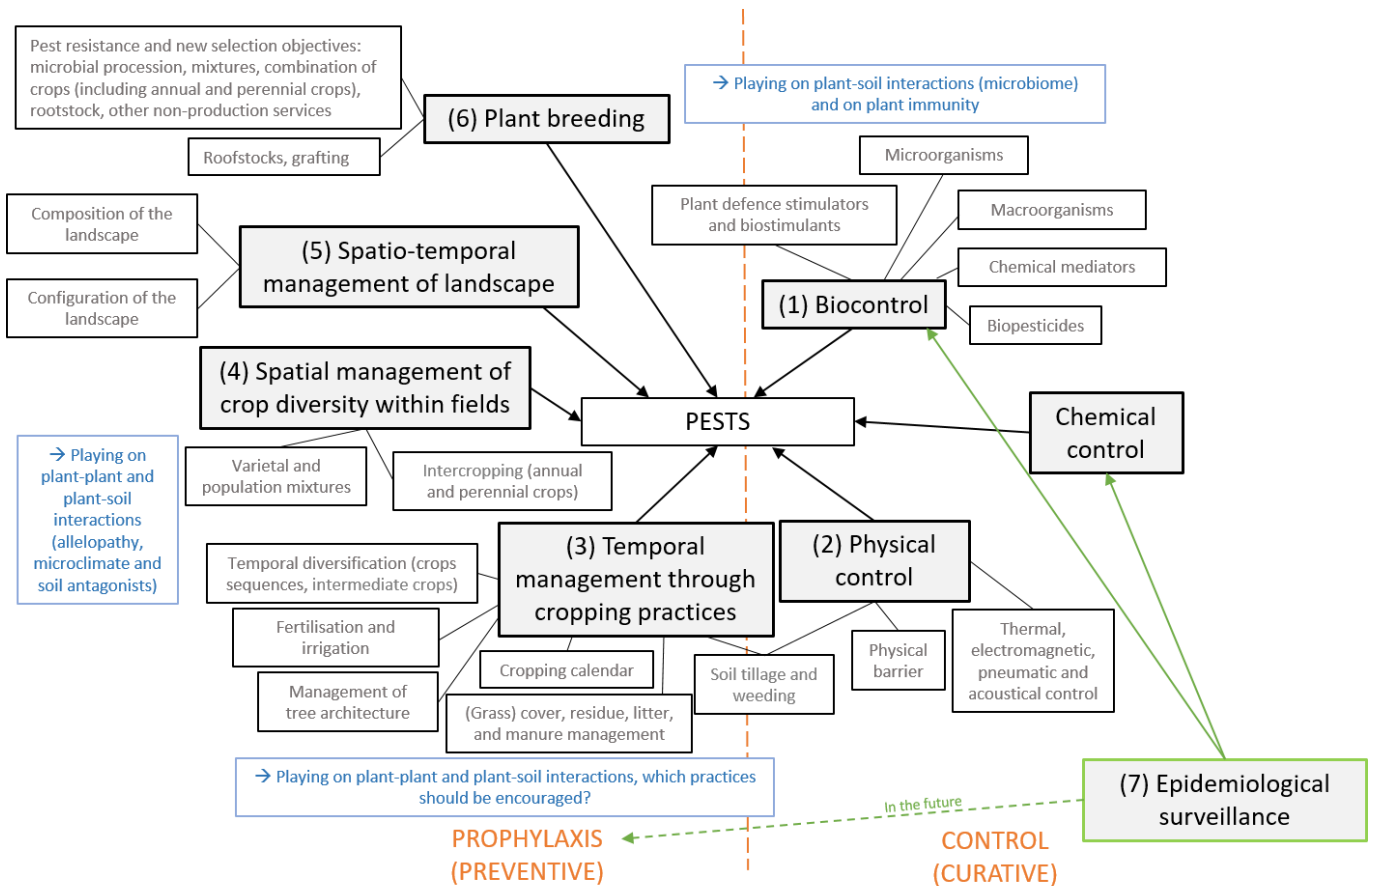 Pest resistance and new selection objectives:
microbial procession, mixtures, combination of
crops (including annual and perennial crops),
rootstock, other non-production services
(6) Plant breeding
Roofstocks, grafting
→ Playing on plant-soil interactions (microbiome)
and on plant immunity
Microorganisms
Plant defence stimulators
and biostimulants
Macroorganisms
Chemical mediators
(1) Biocontrol
Biopesticides
Composition of the
landscape
(5) Spatio-temporal
management of landscape
Configuration of the
landscape
(4) Spatial management of
crop diversity within fields
PESTS
Chemical
control
→ Playing on
plant-plant and
plant-soil
interactions
(allelopathy,
microclimate and
soil antagonists)
Varietal and
population mixtures
Intercropping (annual
and perennial crops)
(3) Temporal
management through
cropping practices
(2) Physical
control
Temporal diversification (crops
sequences, intermediate crops)
Fertilisation and
irrigation
Management of
tree architecture
Cropping calendar
(Grass) cover, residue, litter,
and manure management
Soil tillage and
weeding
Physical
barrier
Thermal,
electromagnetic,
pneumatic and
acoustical control
→ Playing on plant-plant and plant-soil interactions, which practices
should be encouraged?
(7) Epidemiological
surveillance
In the future
PROPHYLAXIS
(PREVENTIVE)
CONTROL
(CURATIVE)